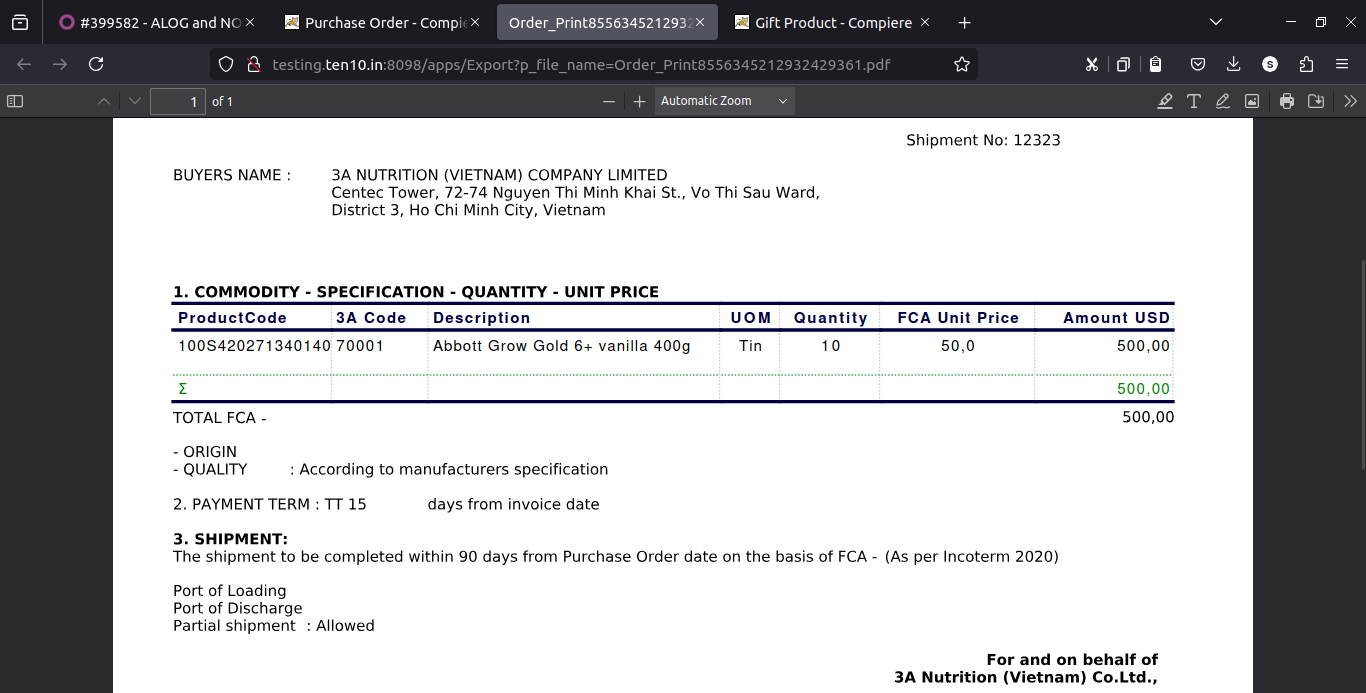 #399582 - ALOG and NO
Purchase Order - Compie
Order_Print8556345212932
Gift Product - Compiere
testing.ten10.in:8098/apps/Export?p_file_name=Order_Print8556345212932429361.pdf
S
1 of 1
Automatic Zoom
Shipment No: 12323
BUYERS NAME : 3A NUTRITION (VIETNAM) COMPANY LIMITED
Centec Tower, 72-74 Nguyen Thi Minh Khai St., Vo Thi Sau Ward,
District 3, Ho Chi Minh City, Vietnam
1. COMMODITY - SPECIFICATION - QUANTITY - UNIT PRICE
ProductCode 3A Code Description UOM Quantity FCA Unit Price Amount USD
100S420271340140 70001 Abbott Grow Gold 6+ vanilla 400g Tin 10 50,0 500,00
Σ 500,00
TOTAL FCA - 500,00
- ORIGIN
- QUALITY : According to manufacturers specification
2. PAYMENT TERM : TT 15 days from invoice date
3. SHIPMENT:
The shipment to be completed within 90 days from Purchase Order date on the basis of FCA - (As per Incoterm 2020)
Port of Loading
Port of Discharge
Partial shipment : Allowed
For and on behalf of
3A Nutrition (Vietnam) Co.Ltd.,